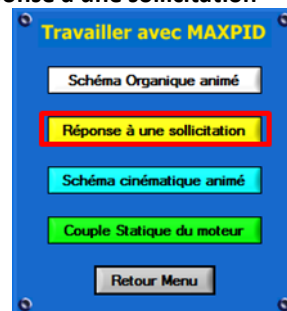 onse à une sollicitation
Travailler avec MAXPID
Schéma Organique animé
Réponse à une sollicitation
Schéma cinématique animé
Couple Statique du moteur
Retour Menu